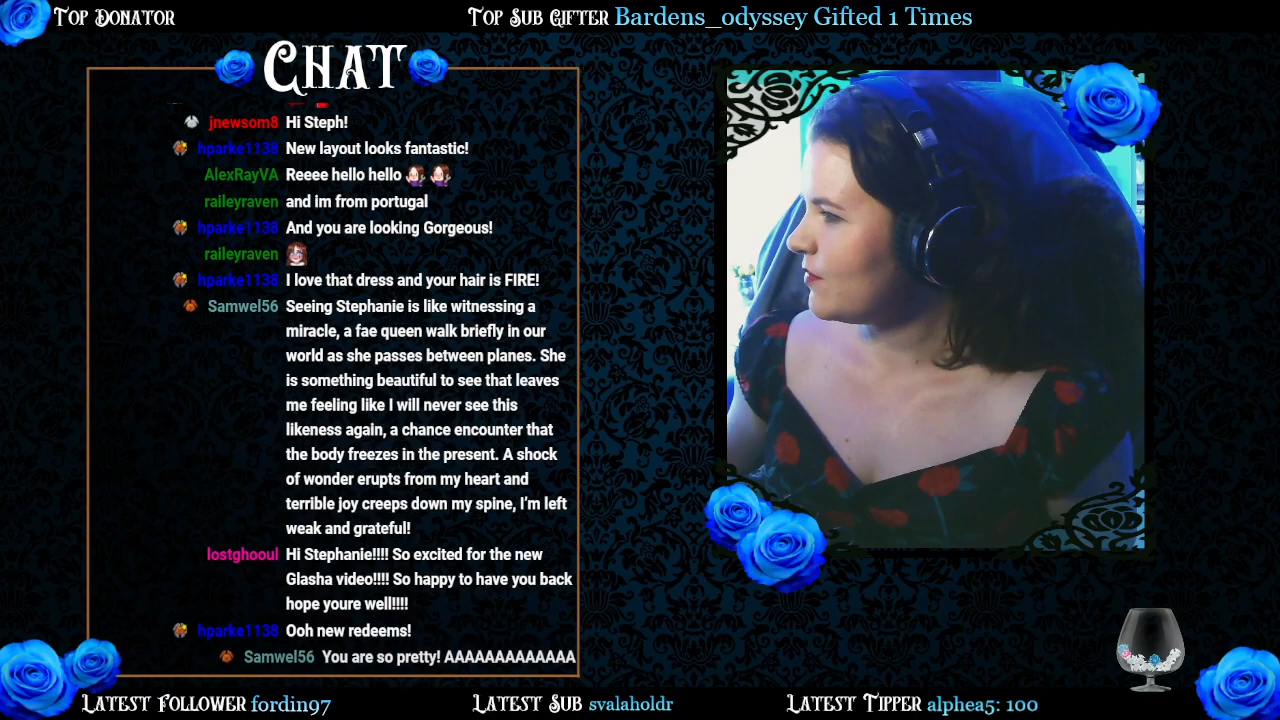 Top Donator
Top Sub Gifter Bardens_odyssey Gifted 1 Times
Chat
jnewsom8 Hi Steph!
hparke1138 New layout looks fantastic!
AlexRayVA Reeee hello hello
raileyraven and im from portugal
hparke1138 And you are looking Gorgeous!
raileyraven
hparke1138 I love that dress and your hair is FIRE!
Samwel56 Seeing Stephanie is like witnessing a
miracle, a fae queen walk briefly in our
world as she passes between planes. She
is something beautiful to see that leaves
me feeling like I will never see this
likeness again, a chance encounter that
the body freezes in the present. A shock
of wonder erupts from my heart and
terrible joy creeps down my spine, I'm left
weak and grateful!
lostghooul Hi Stephanie!!!! So excited for the new
Glasha video!!!! So happy to have you back
hope youre well!!!!
hparke1138 Ooh new redeems!
Samwel56 You are so pretty! AAAAAAAAAAAAA
Latest Follower fordin97
Latest Sub svalaholdr
Latest Tipper alphea5: 100